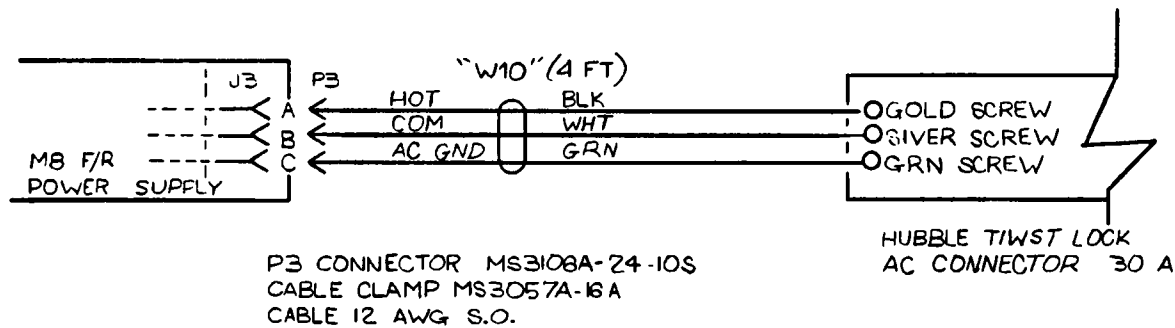 "W10" (4 FT)
J3 P3
A HOT BLK GOLD SCREW
B COM WHT SIVER SCREW
C AC GND GRN GRN SCREW
M8 F/R
POWER SUPPLY
HUBBLE TIWST LOCK
AC CONNECTOR 30 A
P3 CONNECTOR MS3106A-24-10S
CABLE CLAMP MS3057A-16A
CABLE 12 AWG S.O.